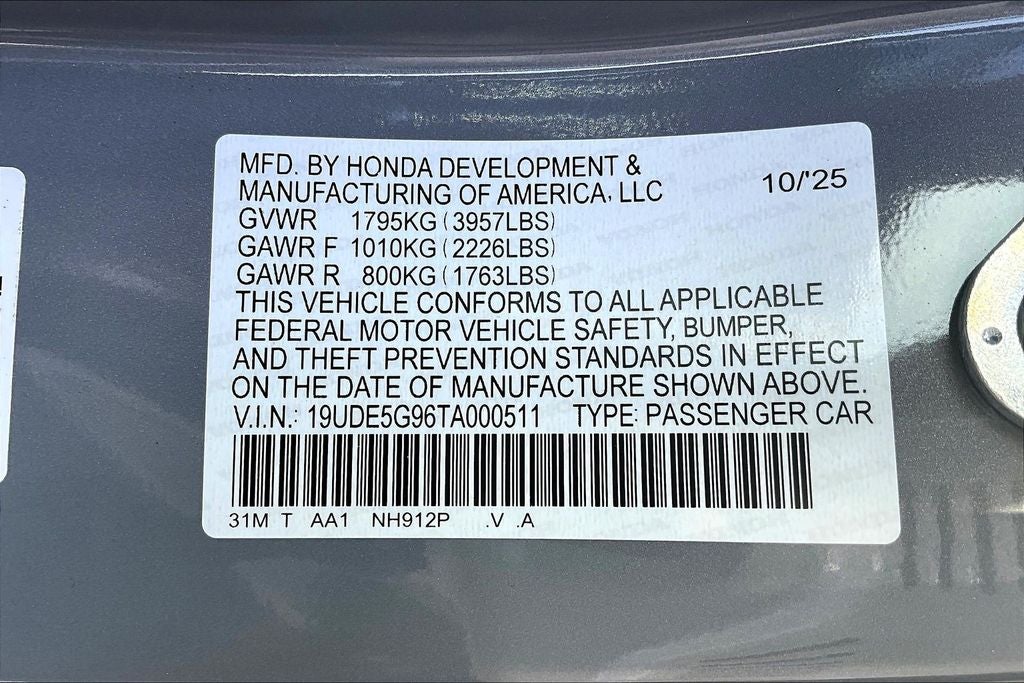 MFD. BY HONDA DEVELOPMENT &
MANUFACTURING OF AMERICA, LLC 10/'25
GVWR 1795KG (3957LBS)
GAWR F 1010KG (2226LBS)
GAWR R 800KG (1763LBS)
THIS VEHICLE CONFORMS TO ALL APPLICABLE
FEDERAL MOTOR VEHICLE SAFETY, BUMPER,
AND THEFT PREVENTION STANDARDS IN EFFECT
ON THE DATE OF MANUFACTURE SHOWN ABOVE.
V.I.N.: 19UDE5G96TA000511 TYPE: PASSENGER CAR
31M T AA1 NH912P .V .A